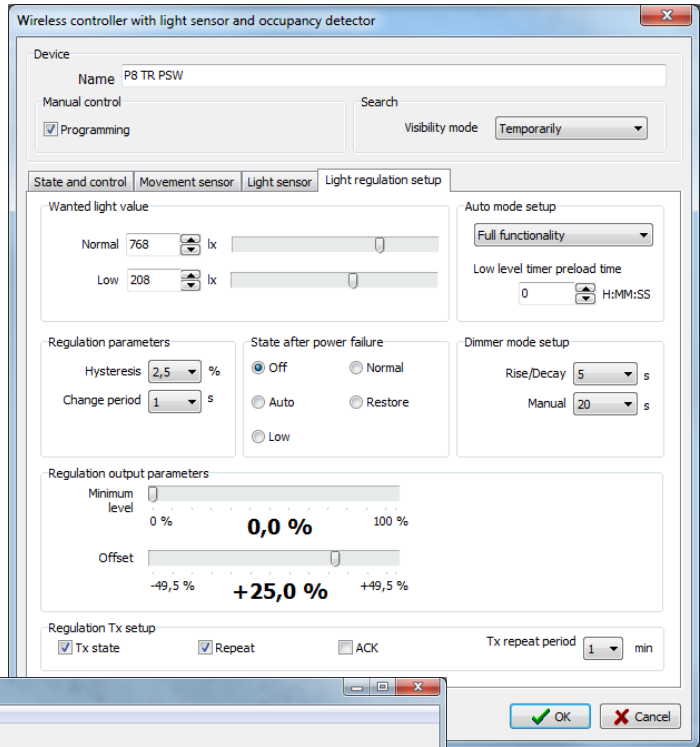 Wireless controller with light sensor and occupancy detector
Device
Name P8 TR PSW
Manual control
Programming
Search
Visibility mode Temporarily
State and control Movement sensor Light sensor Light regulation setup
Wanted light value
Normal 768 lx
Low 208 lx
Auto mode setup
Full functionality
Low level timer preload time
0 H:MM:SS
Regulation parameters
Hysteresis 2,5 %
Change period 1 s
State after power failure
Off Normal
Auto Restore
Low
Dimmer mode setup
Rise/Decay 5 s
Manual 20 s
Regulation output parameters
Minimum
level
0 % 0,0 % 100 %
Offset
-49,5 % +25,0 % +49,5 %
Regulation Tx setup
Tx state Repeat ACK Tx repeat period 1 min
OK Cancel